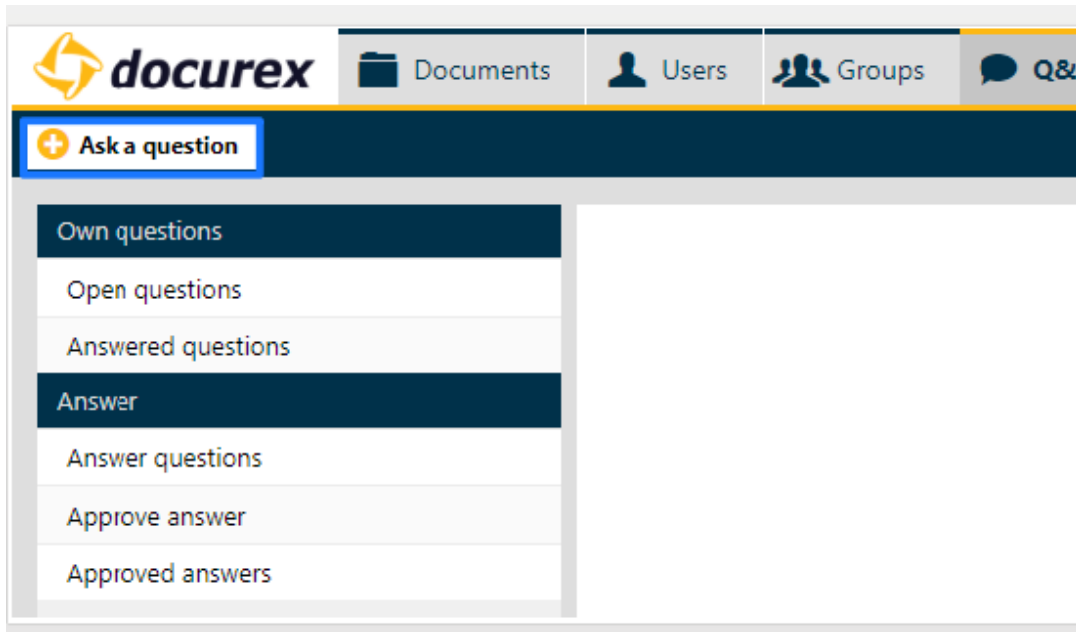 docurex Documents Users Groups Q&
Ask a question
Own questions
Open questions
Answered questions
Answer
Answer questions
Approve answer
Approved answers